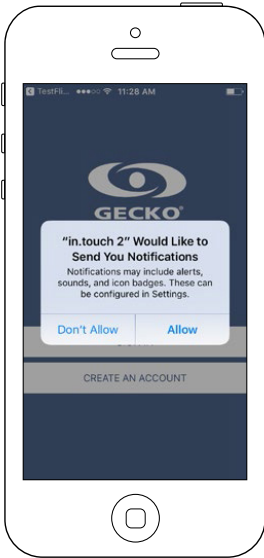 TestFli... 11:28 AM
GECKO
"in.touch 2" Would Like to
Send You Notifications
Notifications may include alerts,
sounds, and icon badges. These can
be configured in Settings.
Don't Allow Allow
CREATE AN ACCOUNT